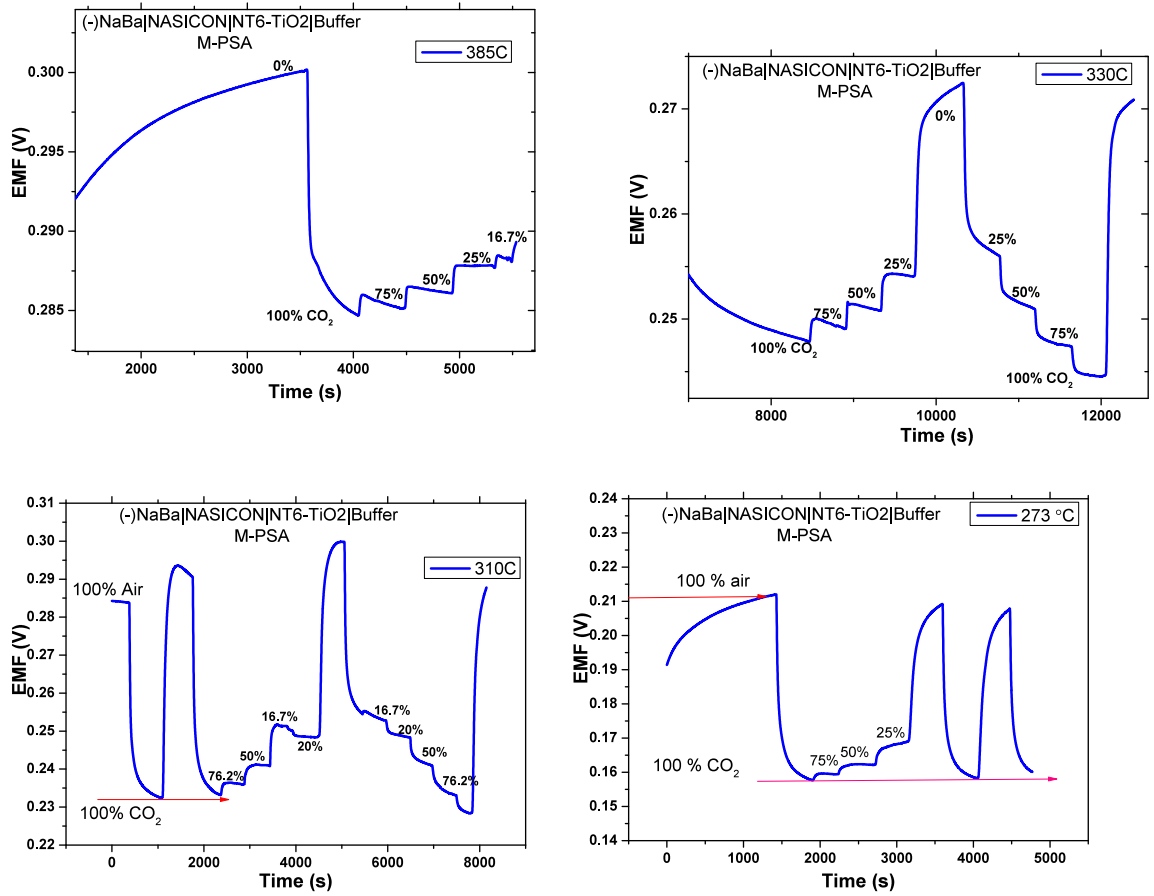 (-)NaBa|NASICON|NT6-TiO2|Buffer
M-PSA
385C
0%
100% CO2
75%
50%
25%
16.7%
0.300
0.295
0.290
0.285
EMF (V)
2000 3000 4000 5000
Time (s)
(-)NaBa|NASICON|NT6-TiO2|Buffer
M-PSA
330C
0%
25%
50%
75%
100% CO2
25%
50%
75%
100% CO2
0.27
0.26
0.25
EMF (V)
8000 10000 12000
Time (s)
(-)NaBa|NASICON|NT6-TiO2|Buffer
M-PSA
310C
100% Air
100% CO2
76.2%
50%
16.7%
20%
16.7%
20%
50%
76.2%
0.31
0.30
0.29
0.28
0.27
0.26
0.25
0.24
0.23
0.22
EMF (V)
0 2000 4000 6000 8000
Time (s)
(-)NaBa|NASICON|NT6-TiO2|Buffer
M-PSA
273 °C
100 % air
100 % CO2
75%
50%
25%
0.24
0.23
0.22
0.21
0.20
0.19
0.18
0.17
0.16
0.15
0.14
EMF (V)
0 1000 2000 3000 4000 5000
Time (s)